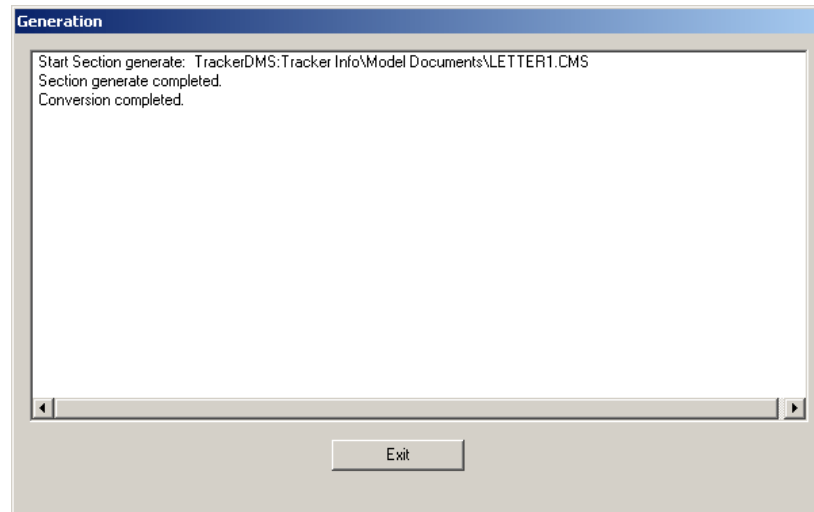 Generation
Start Section generate:  TrackerDMS:Tracker Info\Model Documents\LETTER1.CMS
Section generate completed.
Conversion completed.
Exit